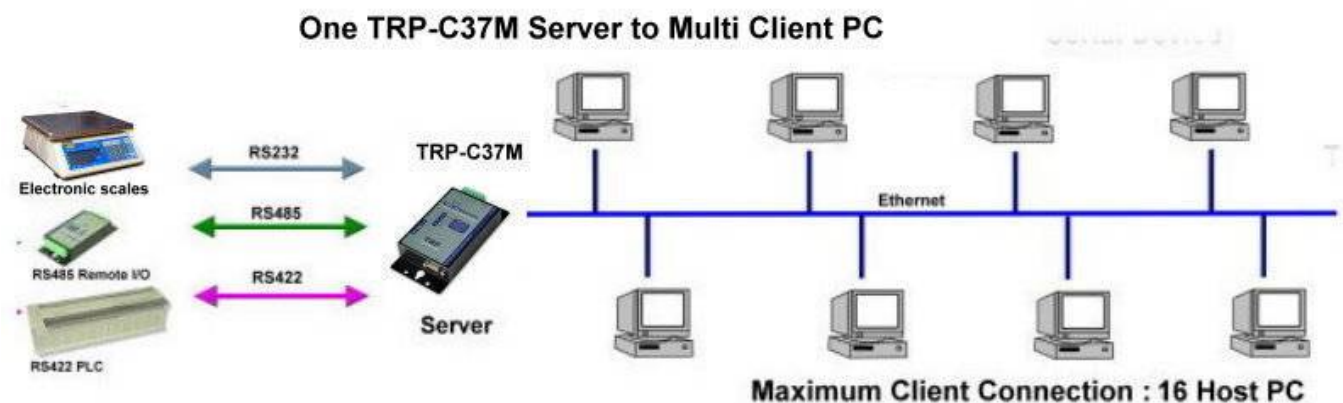 One TRP-C37M Server to Multi Client PC
Electronic scales
RS232
TRP-C37M
RS485
RS485 Remote I/O
RS422
RS422 PLC
Server
Ethernet
Maximum Client Connection : 16 Host PC